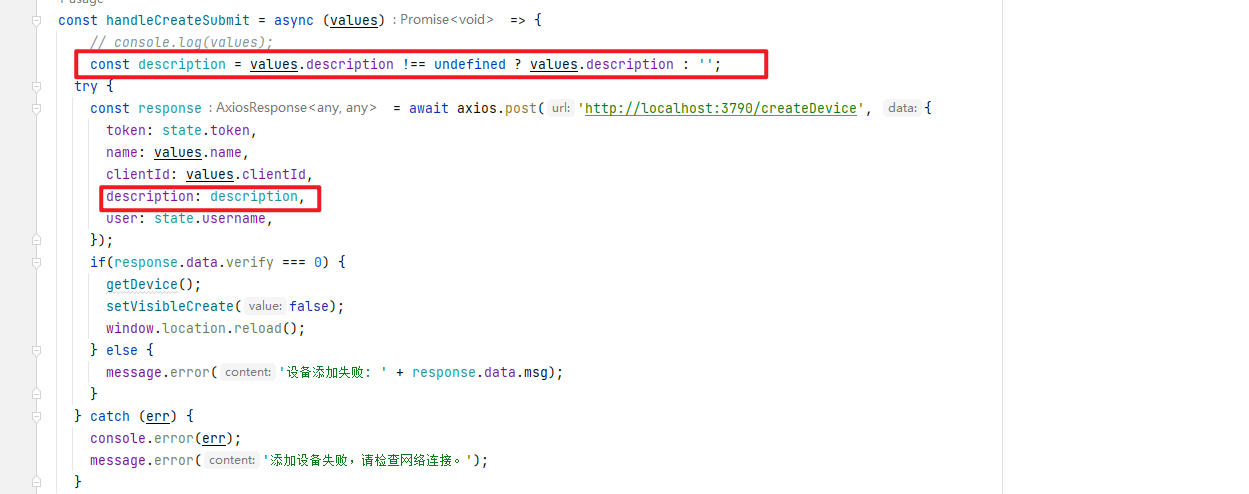 const handleCreateSubmit = async (values) : Promise<void> => {
// console.log(values);
const description = values.description !== undefined ? values.description : '';
try {
const response : AxiosResponse<any, any> = await axios.post( url: 'http://localhost:3790/createDevice', data: {
token: state.token,
name: values.name,
clientId: values.clientId,
description: description,
user: state.username,
});
if(response.data.verify === 0) {
getDevice();
setVisibleCreate( value: false);
window.location.reload();
} else {
message.error( content: '设备添加失败: ' + response.data.msg);
}
} catch (err) {
console.error(err);
message.error( content: '添加设备失败，请检查网络连接。');
}